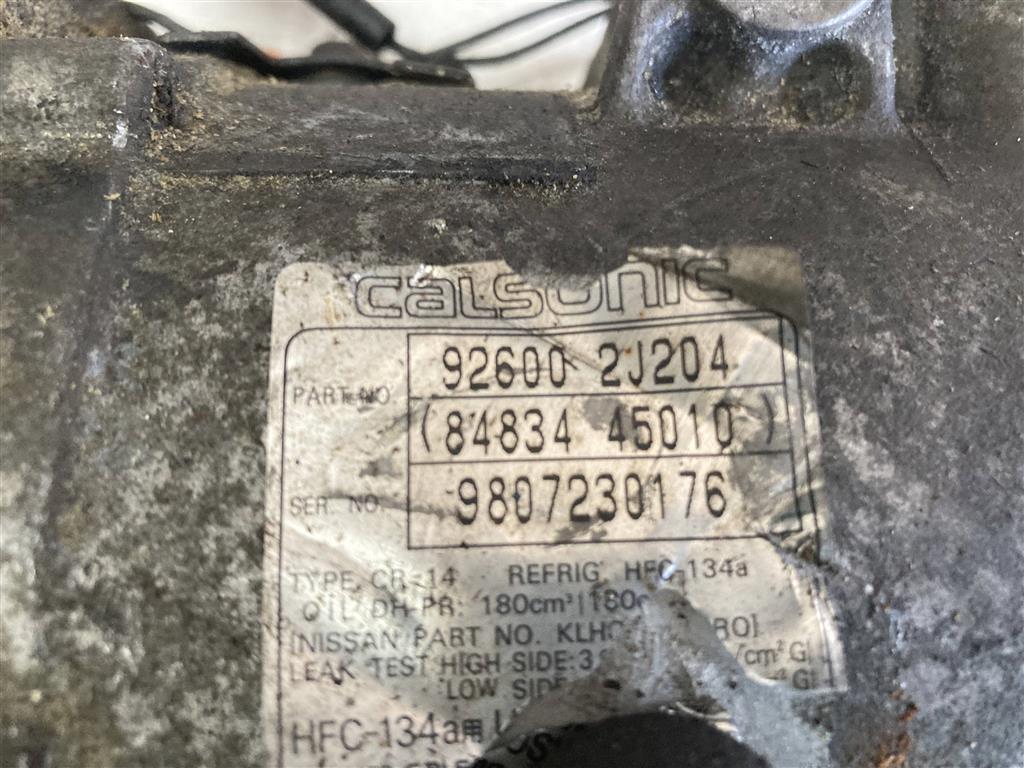 calsonic
PART NO. 92600 2J204
(84834 45010)
SER. NO. 9807230176
TYPE CR-14 REFRIG HFC-134a
OIL DH-PR: 180cm³
NISSAN PART NO.
LEAK TEST HIGH SIDE:
/cm² G
LOW SIDE
HFC-134a用